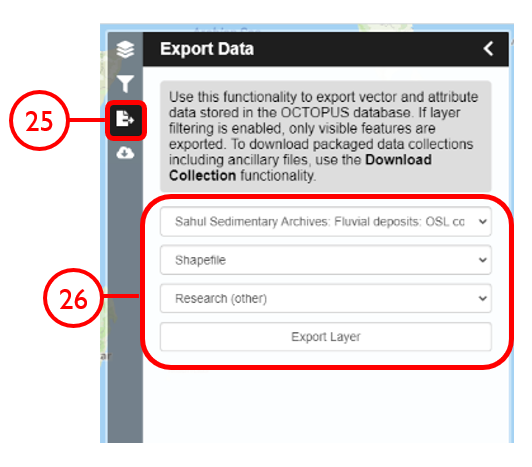 Export Data
25
Use this functionality to export vector and attribute
data stored in the OCTOPUS database. If layer
filtering is enabled, only visible features are
exported. To download packaged data collections
including ancillary files, use the Download
Collection functionality.
Sahul Sedimentary Archives: Fluvial deposits: OSL co
Shapefile
26
Research (other)
Export Layer
ar